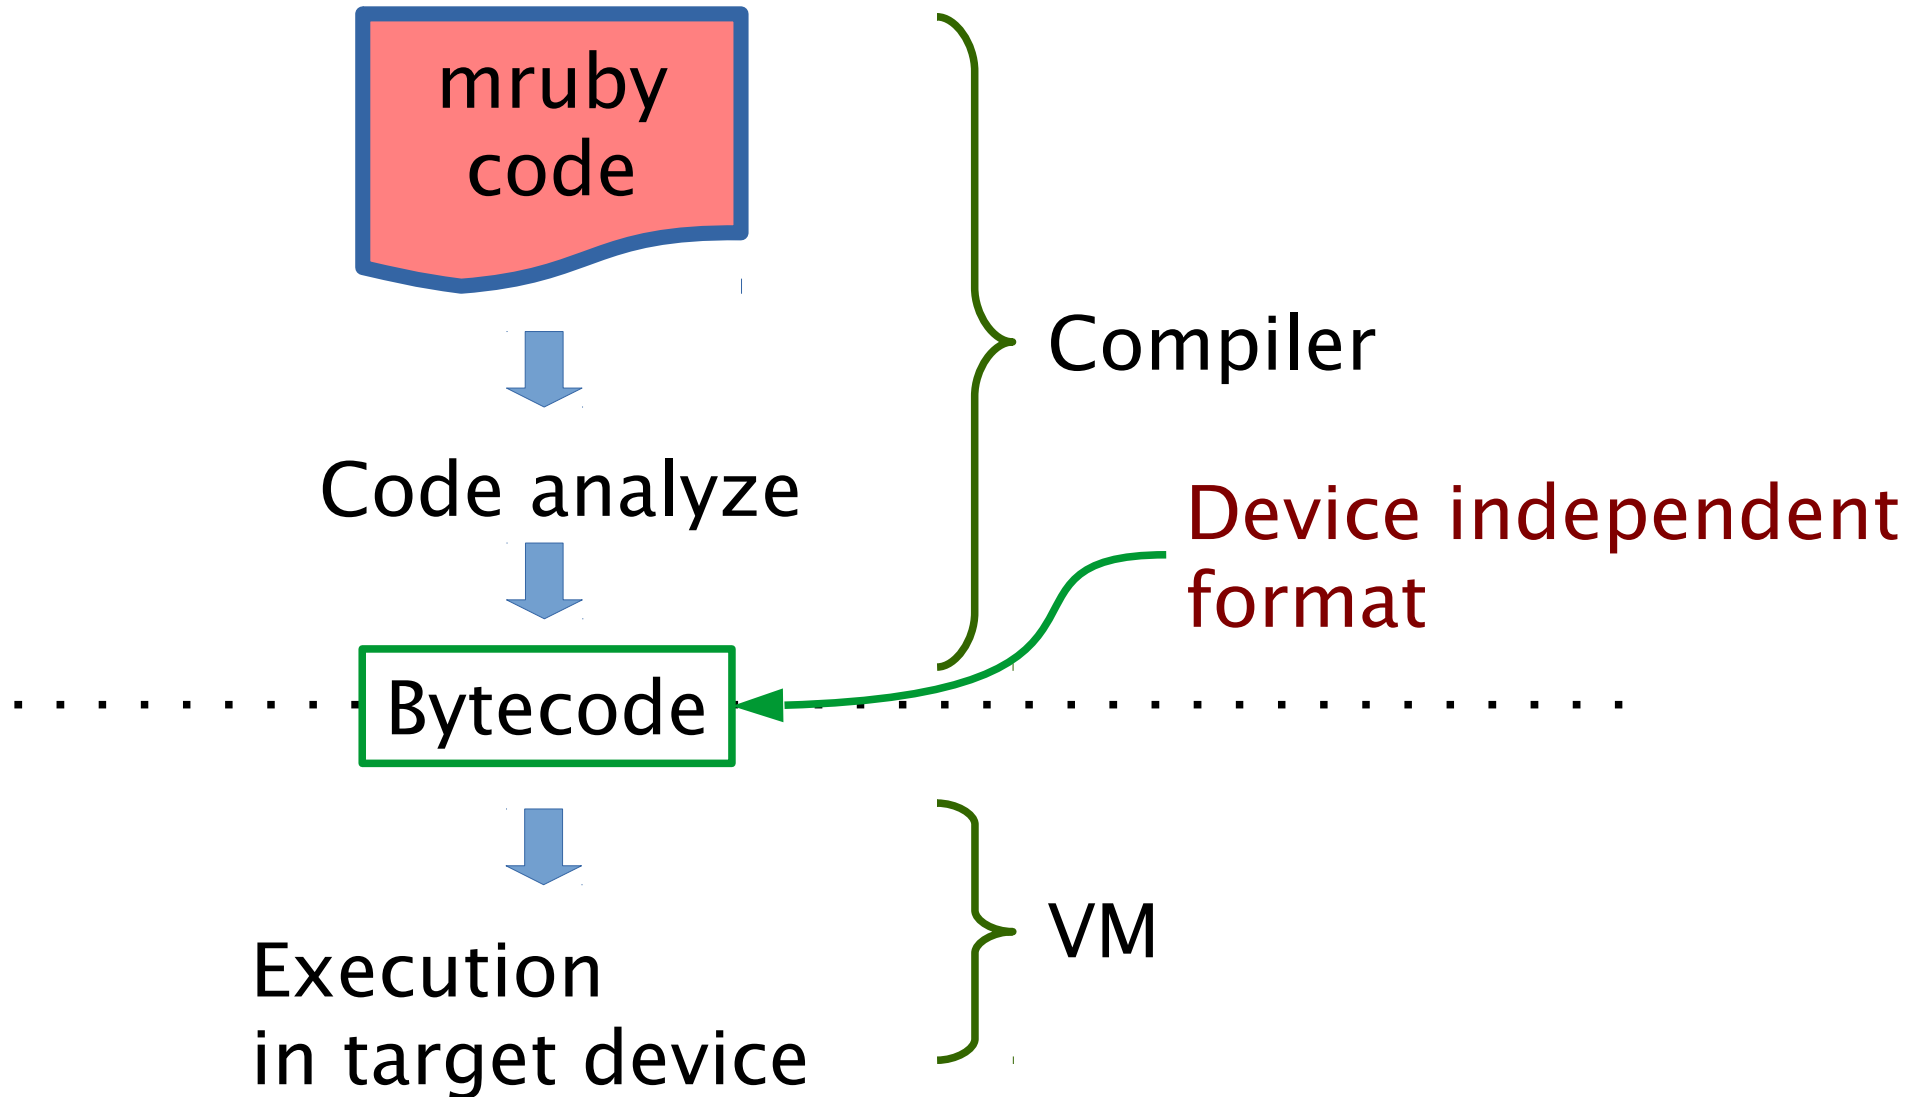 mruby
code
Compiler
Code analyze
Device independent
format
Bytecode
VM
Execution
in target device